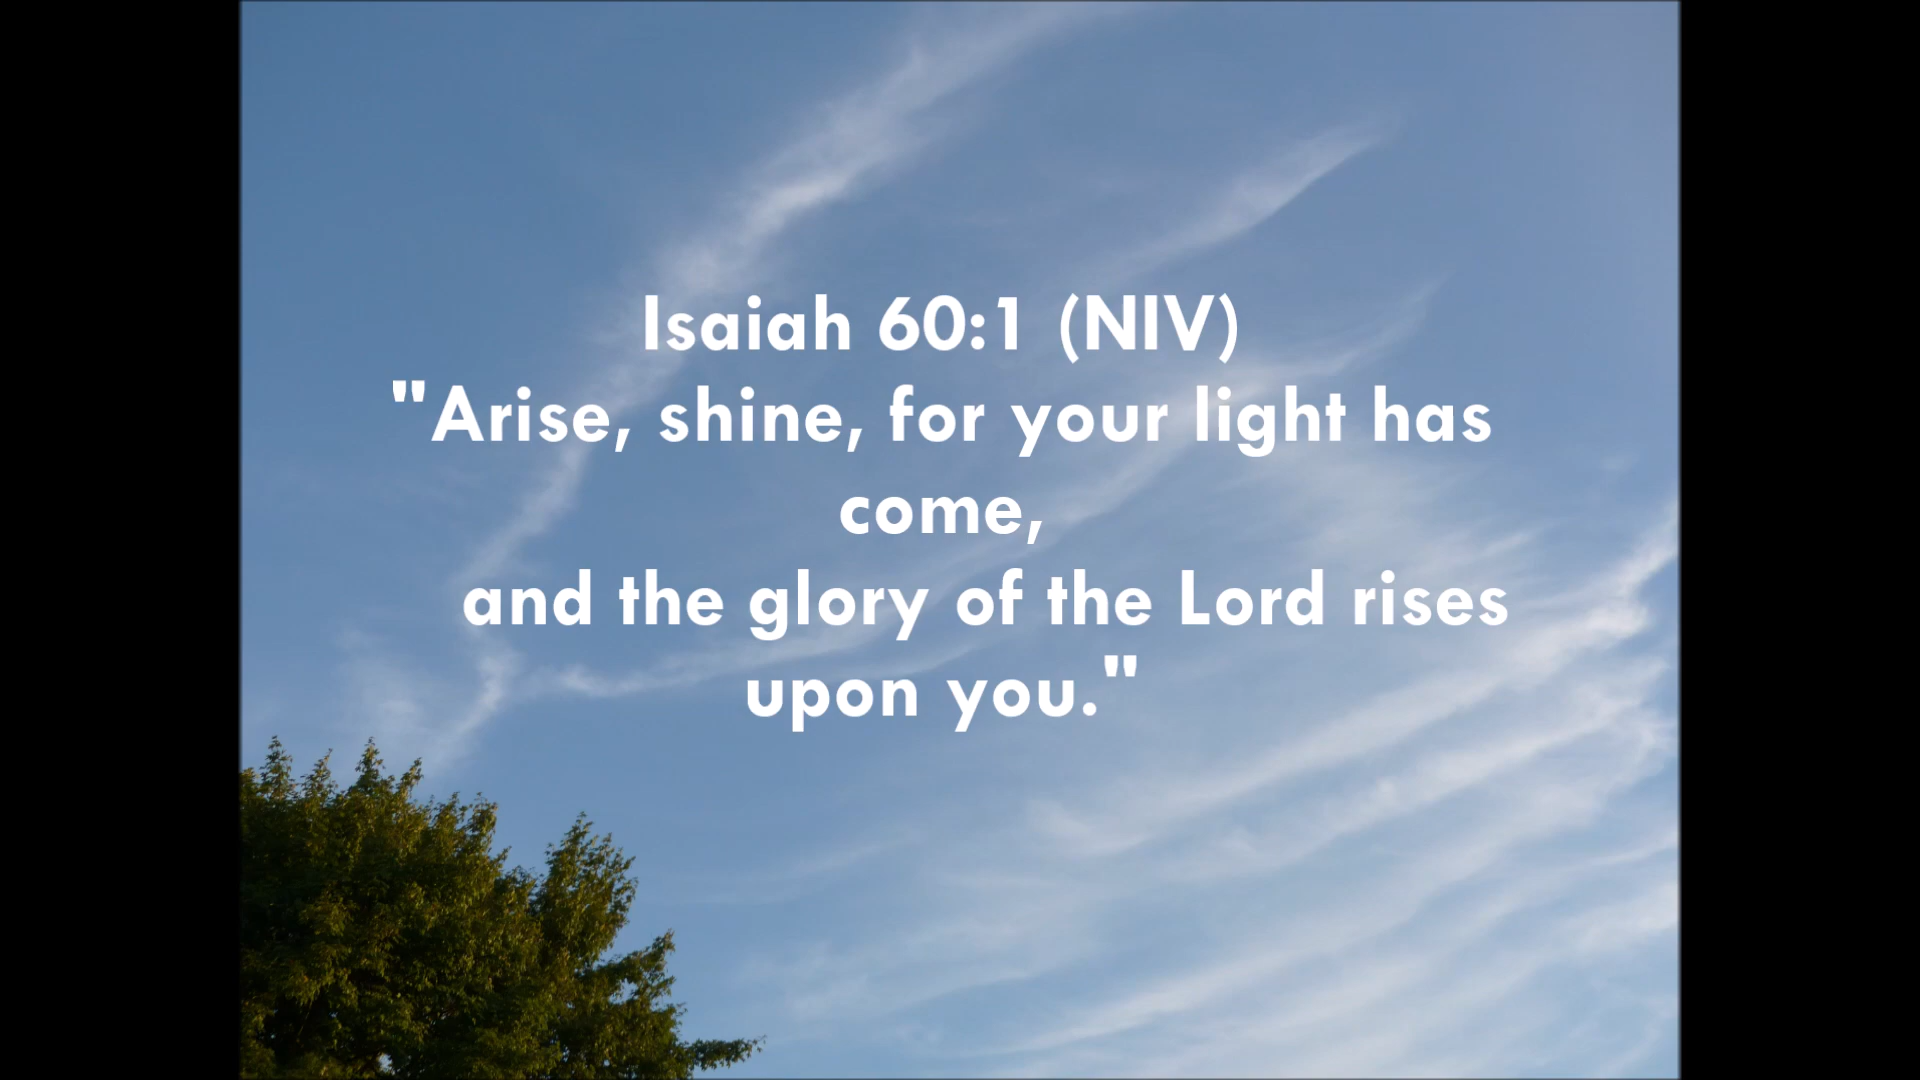 Isaiah 60:1 (NIV)
"Arise, shine, for your light has
come,
and the glory of the Lord rises
upon you."